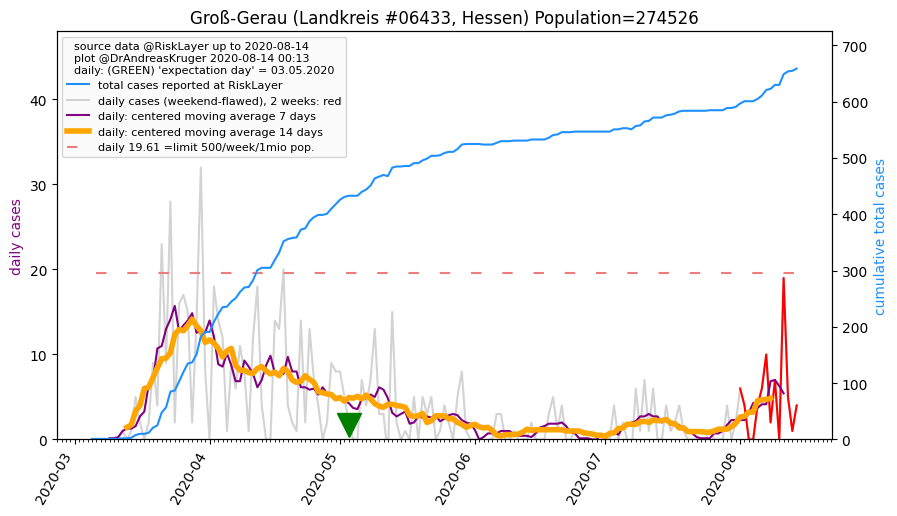 Groß-Gerau (Landkreis #06433, Hessen) Population=274526
source data @RiskLayer up to 2020-08-14
plot @DrAndreasKruger 2020-08-14 00:13
daily: (GREEN) 'expectation day' = 03.05.2020
total cases reported at RiskLayer
daily cases (weekend-flawed), 2 weeks: red
daily: centered moving average 7 days
daily: centered moving average 14 days
daily 19.61 =limit 500/week/1mio pop.
daily cases
40
30
20
10
0
cumulative total cases
700
600
500
400
300
200
100
0
2020-03
2020-04
2020-05
2020-06
2020-07
2020-08